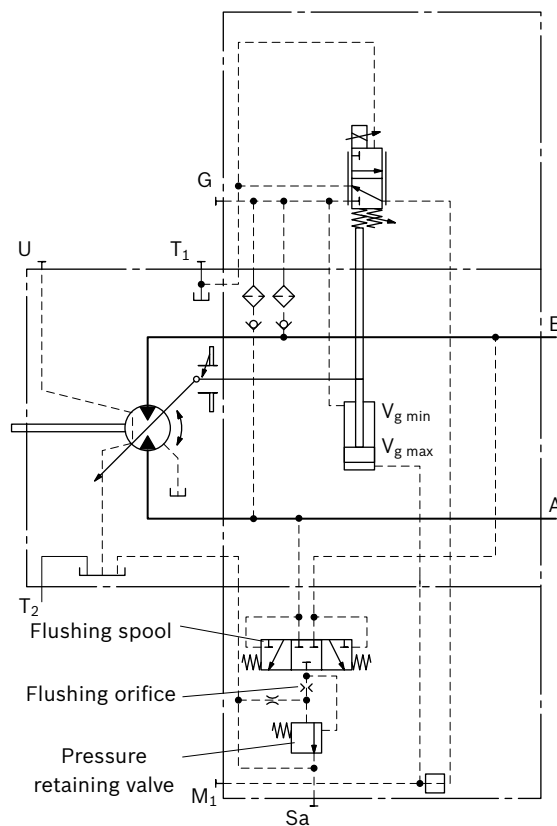 G
U
T1
B
Vg min
Vg max
A
T2
Flushing spool
Flushing orifice
Pressure
retaining valve
M1
Sa